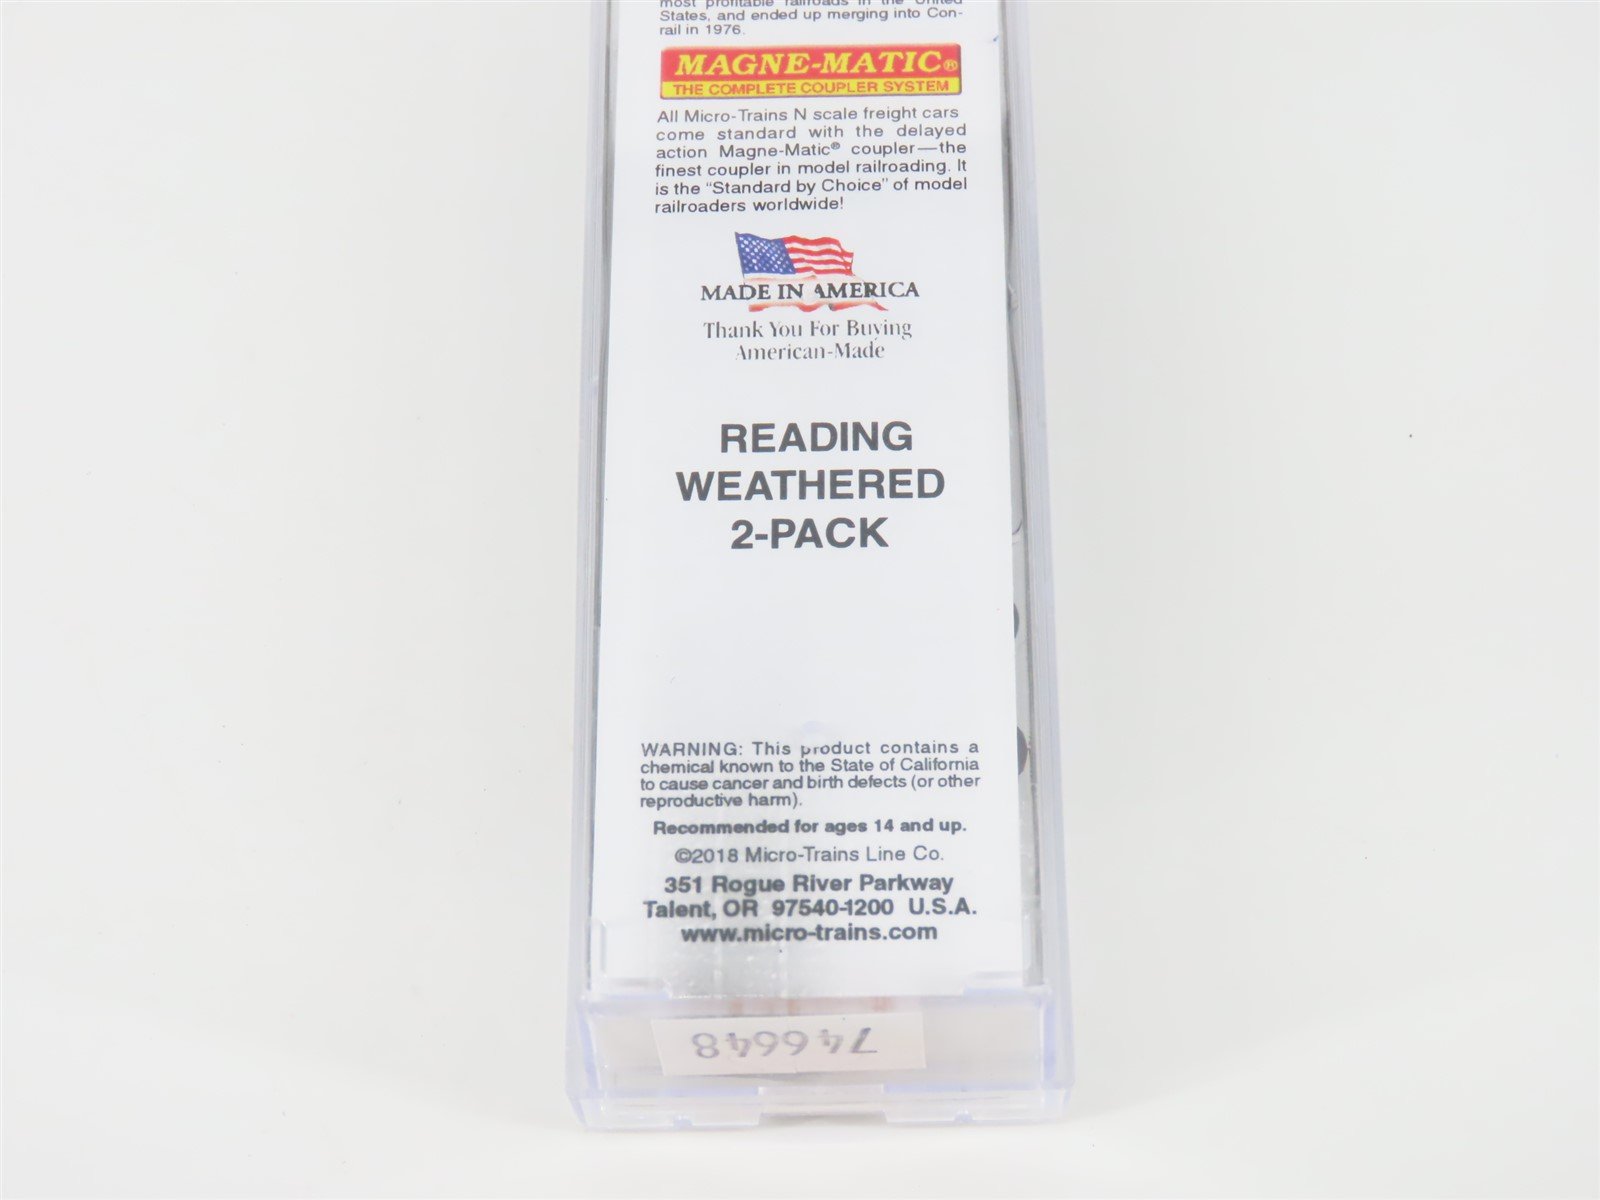 most profitable railroads in the United
States, and ended up merging into Con-
rail in 1976.
MAGNE-MATIC®
THE COMPLETE COUPLER SYSTEM
All Micro-Trains N scale freight cars
come standard with the delayed
action Magne-Matic® coupler—the
finest coupler in model railroading. It
is the “Standard by Choice” of model
railroaders worldwide!
MADE IN AMERICA
Thank You For Buying
American-Made
READING
WEATHERED
2-PACK
WARNING: This product contains a
chemical known to the State of California
to cause cancer and birth defects (or other
reproductive harm).
Recommended for ages 14 and up.
©2018 Micro-Trains Line Co.
351 Rogue River Parkway
Talent, OR 97540-1200 U.S.A.
www.micro-trains.com
746648